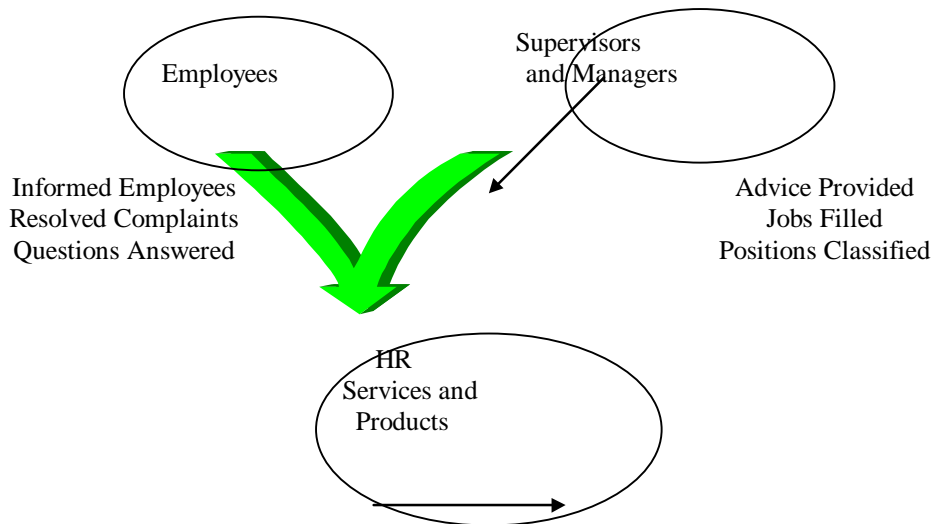 Employees
Supervisors
and Managers
Informed Employees
Resolved Complaints
Questions Answered
Advice Provided
Jobs Filled
Positions Classified
HR
Services and
Products